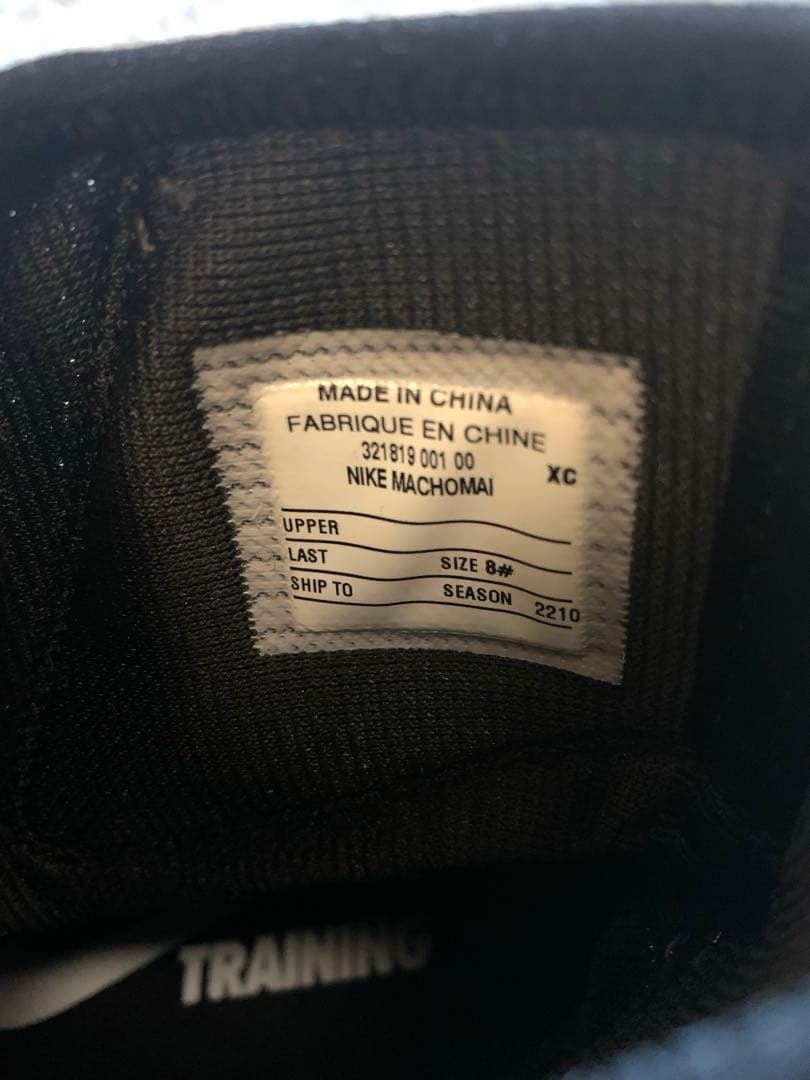 MADE IN CHINA
FABRIQUE EN CHINE
321819 001 00 XC
NIKE MACHOMAI
UPPER
LAST SIZE 8#
SHIP TO SEASON 2210
TRAINING